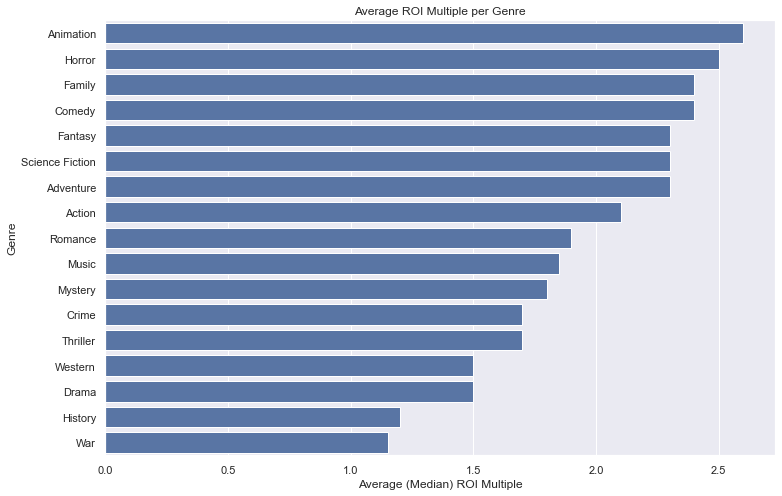 Average ROI Multiple per Genre
Genre
Animation
Horror
Family
Comedy
Fantasy
Science Fiction
Adventure
Action
Romance
Music
Mystery
Crime
Thriller
Western
Drama
History
War
0.0 0.5 1.0 1.5 2.0 2.5
Average (Median) ROI Multiple